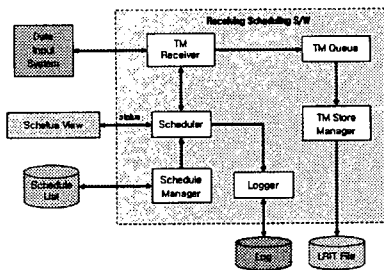 Receiving Scheduling S/W
Data
Input
System
TM
Receiver
TM Queue
status
Schetus View
Scheduler
TM Store
Manager
Schedule
List
Schedule
Manager
Logger
Log
LRIT File